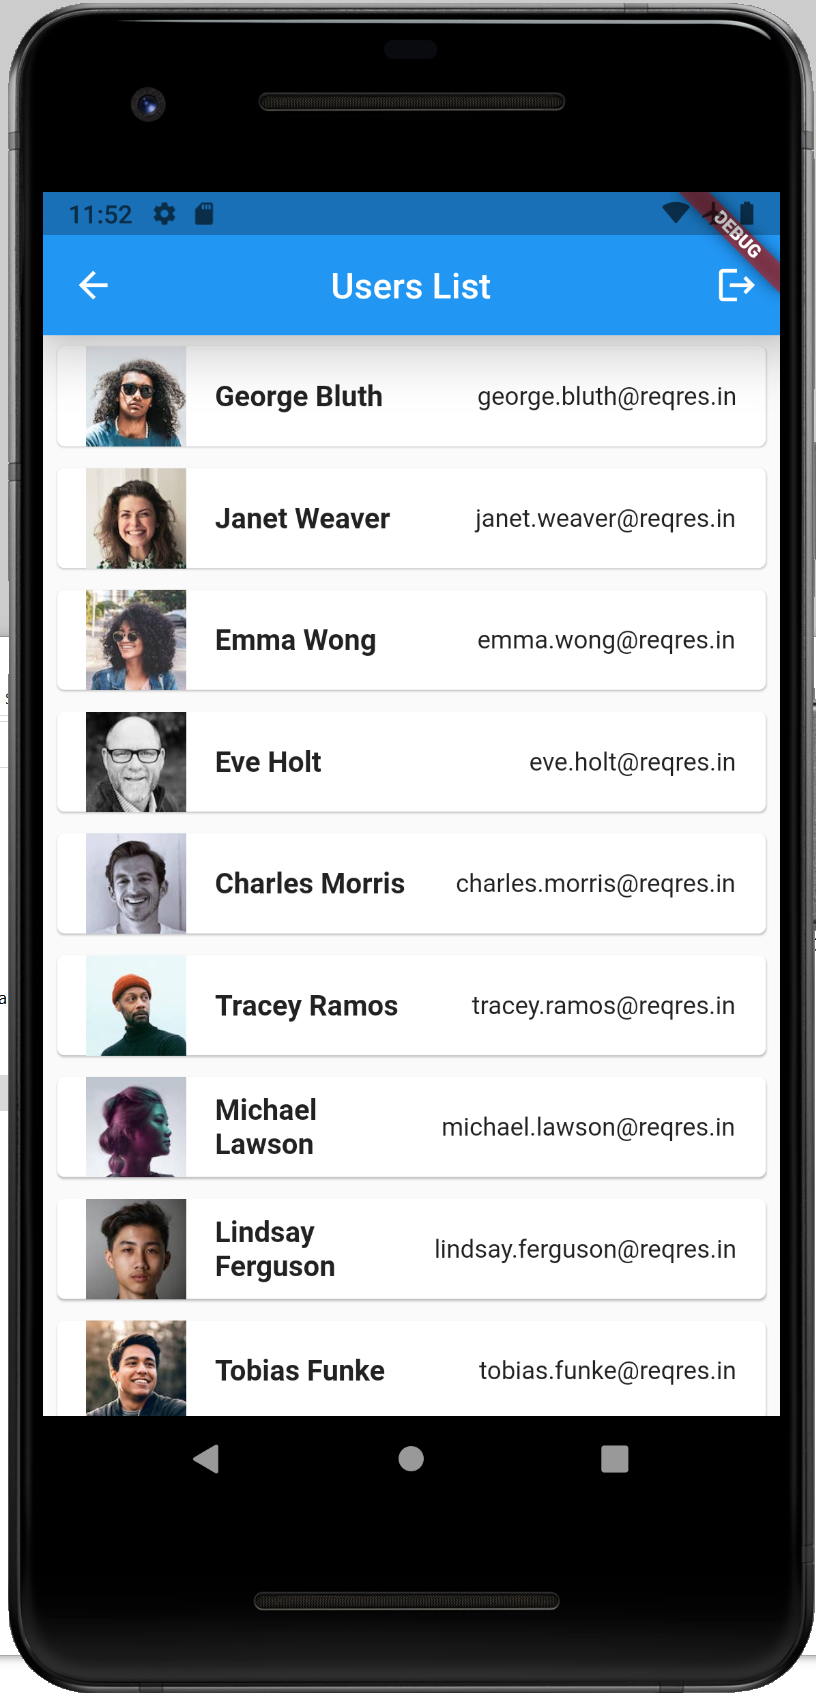 11:52
DEBUG
Users List
George Bluth george.bluth@reqres.in
Janet Weaver janet.weaver@reqres.in
Emma Wong emma.wong@reqres.in
Eve Holt eve.holt@reqres.in
Charles Morris charles.morris@reqres.in
Tracey Ramos tracey.ramos@reqres.in
Michael
Lawson
michael.lawson@reqres.in
Lindsay
Ferguson
lindsay.ferguson@reqres.in
Tobias Funke tobias.funke@reqres.in